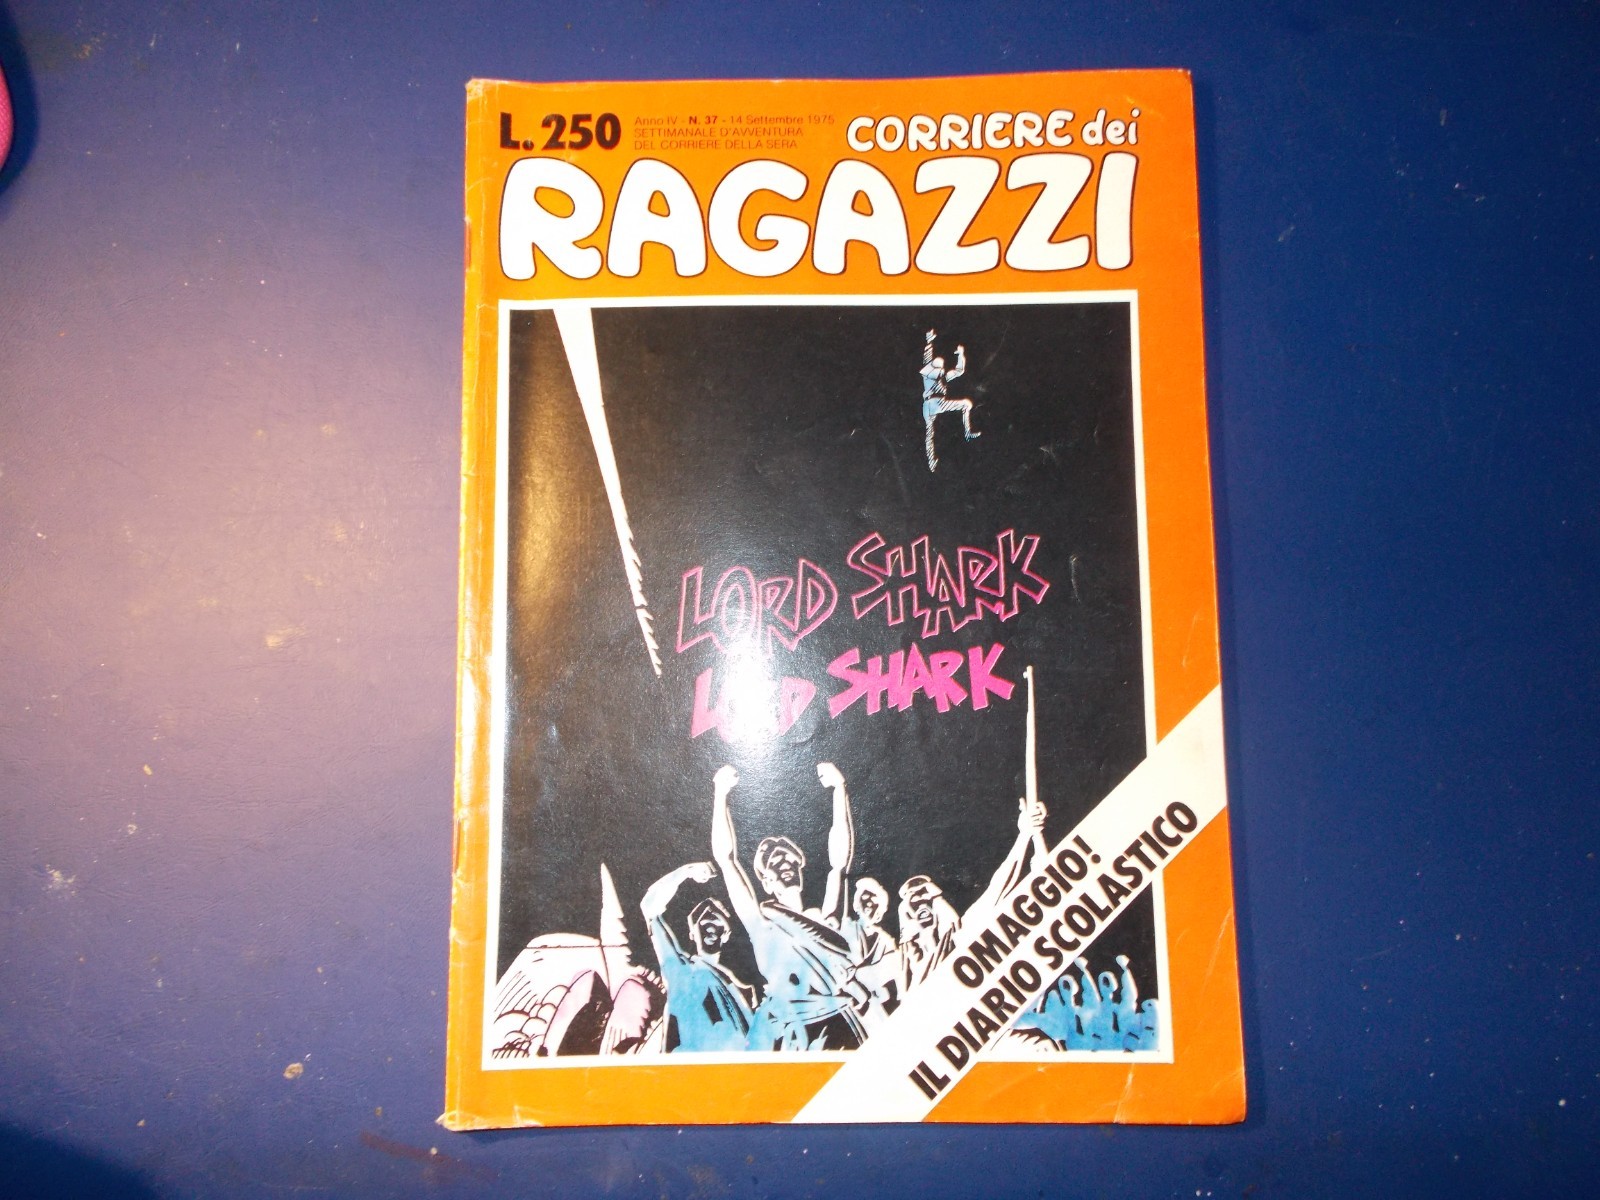 L. 250
Anno IV - N. 37 - 14 Settembre 1975
SETTIMANALE D'AVVENTURA
DEL CORRIERE DELLA SERA
CORRIERE dei
RAGAZZI
LORD SHARK
LORD SHARK
OMAGGIO!
IL DIARIO SCOLASTICO